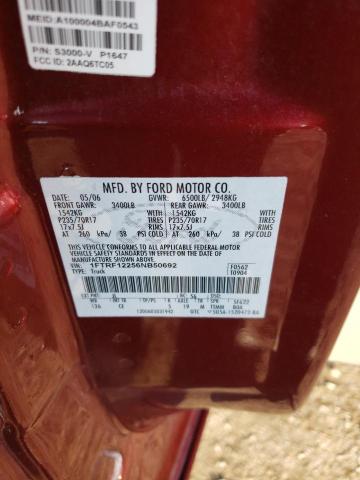 MEID: A100004BAF0543
P/N: S3000-V P1647
FCC ID: 2AAQ6TC05
MFD. BY FORD MOTOR CO.
DATE: 05/06 GVWR: 6500LB/ 2948KG
FRONT GAWR: 3400LB REAR GAWR: 3400LB
1542KG WITH 1542KG WITH
P235/70R17 TIRES P235/70R17 TIRES
17x7.5J RIMS 17x7.5J RIMS
AT 260 kPa/ 38 PSI COLD AT 260 kPa/ 38 PSI COLD
THIS VEHICLE CONFORMS TO ALL APPLICABLE FEDERAL MOTOR
VEHICLE SAFETY STANDARDS IN EFFECT ON THE DATE OF MANUFACTURE
SHOWN ABOVE.
VIN: 1FTRF12256NB50692 F0562
TYPE: Truck T0904